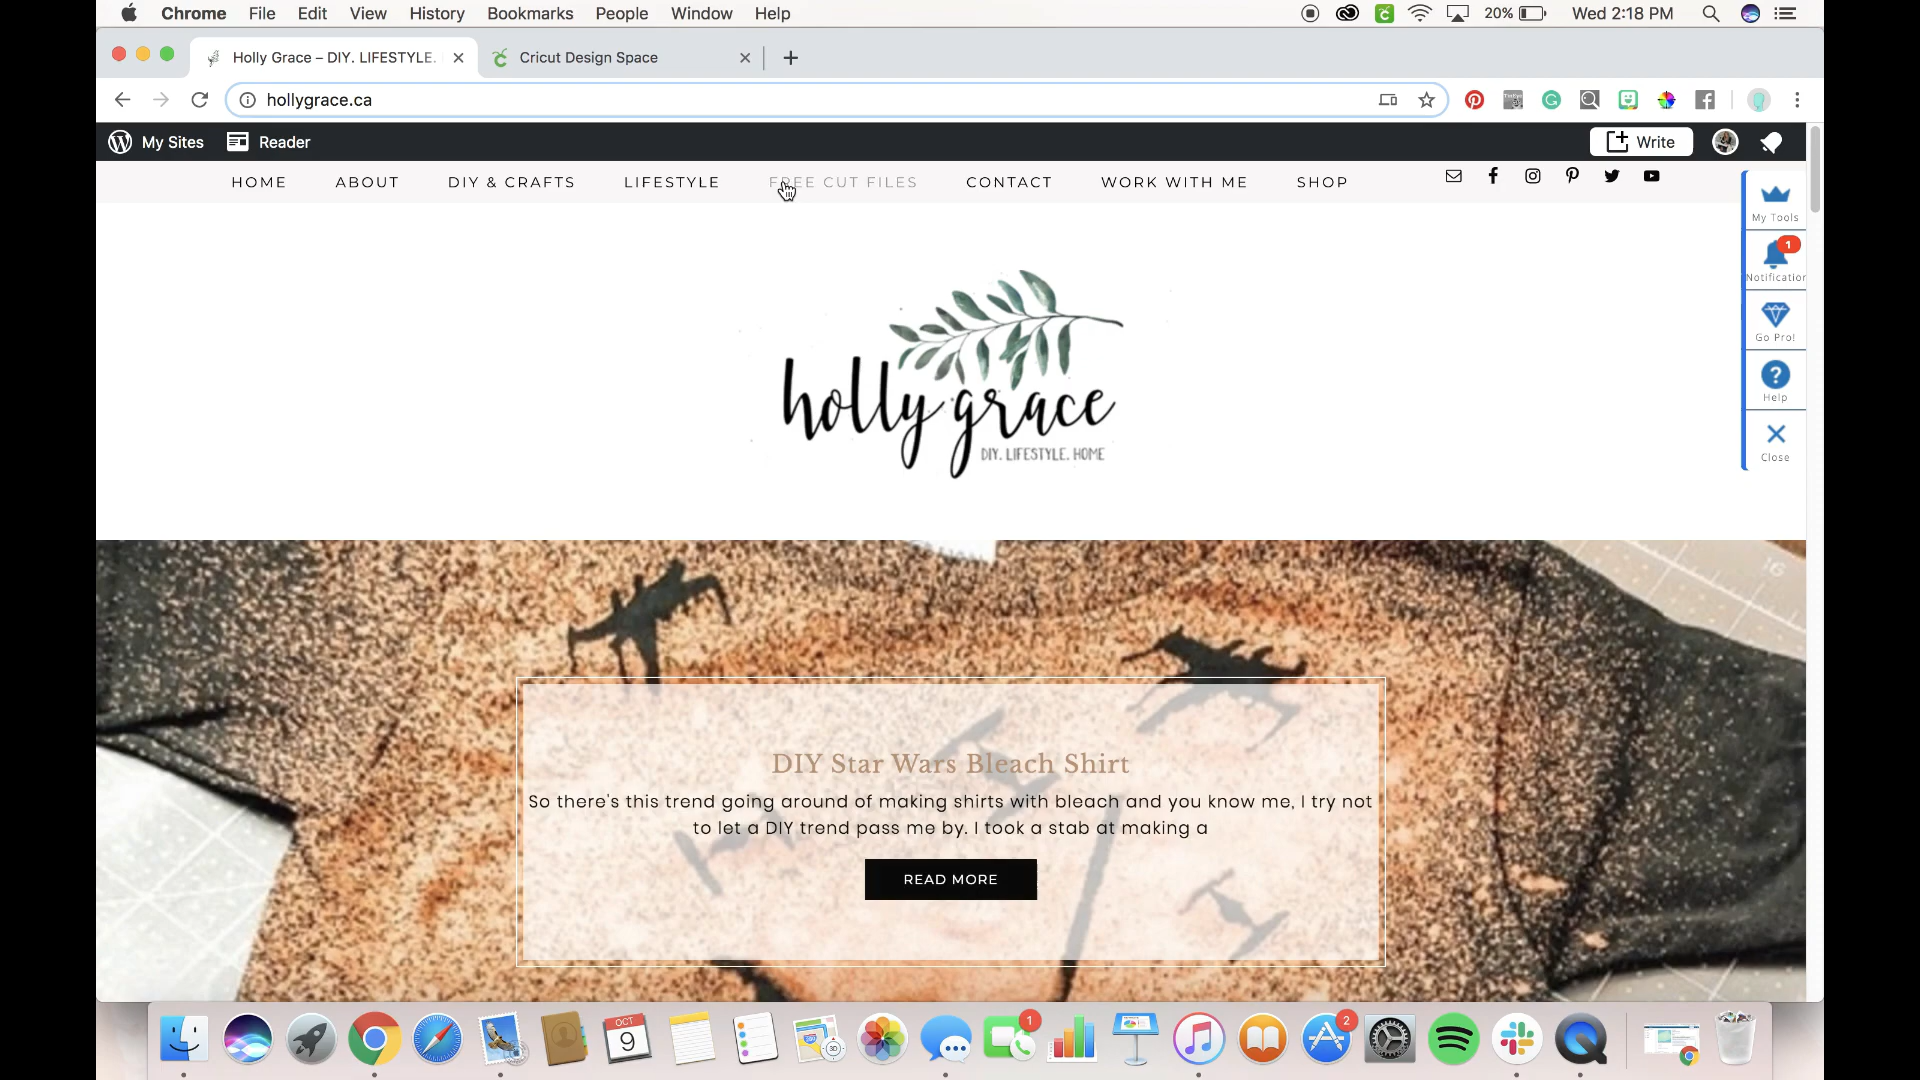 Chrome File Edit View History Bookmarks People Window Help 20% Wed 2:18 PM
Holly Grace – DIY. LIFESTYLE. Cricut Design Space
hollygrace.ca
My Sites Reader Write
HOME ABOUT DIY & CRAFTS LIFESTYLE FREE CUT FILES CONTACT WORK WITH ME SHOP
My Tools
1
Notification
Go Pro!
Help
Close
holly grace
DIY. LIFESTYLE. HOME
16
DIY Star Wars Bleach Shirt
So there's this trend going around of making shirts with bleach and you know me, I try not
to let a DIY trend pass me by. I took a stab at making a
READ MORE
OCT
9
3D
1
2